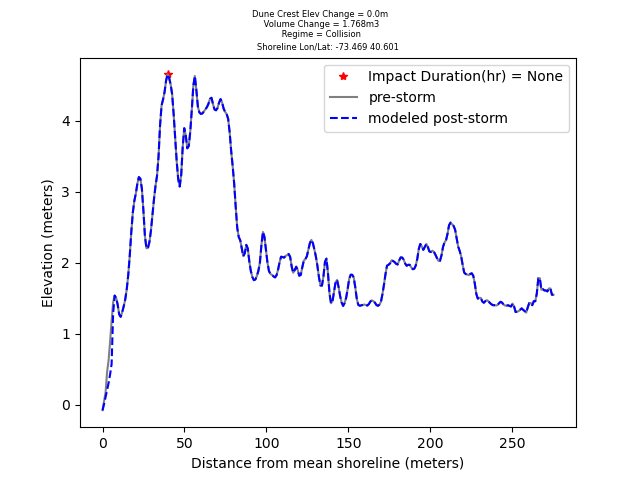 Dune Crest Elev Change = 0.0m
Volume Change = 1.768m3
Regime = Collision
Shoreline Lon/Lat: -73.469 40.601
Impact Duration(hr) = None
pre-storm
modeled post-storm
Elevation (meters)
4
3
2
1
0
0 50 100 150 200 250
Distance from mean shoreline (meters)